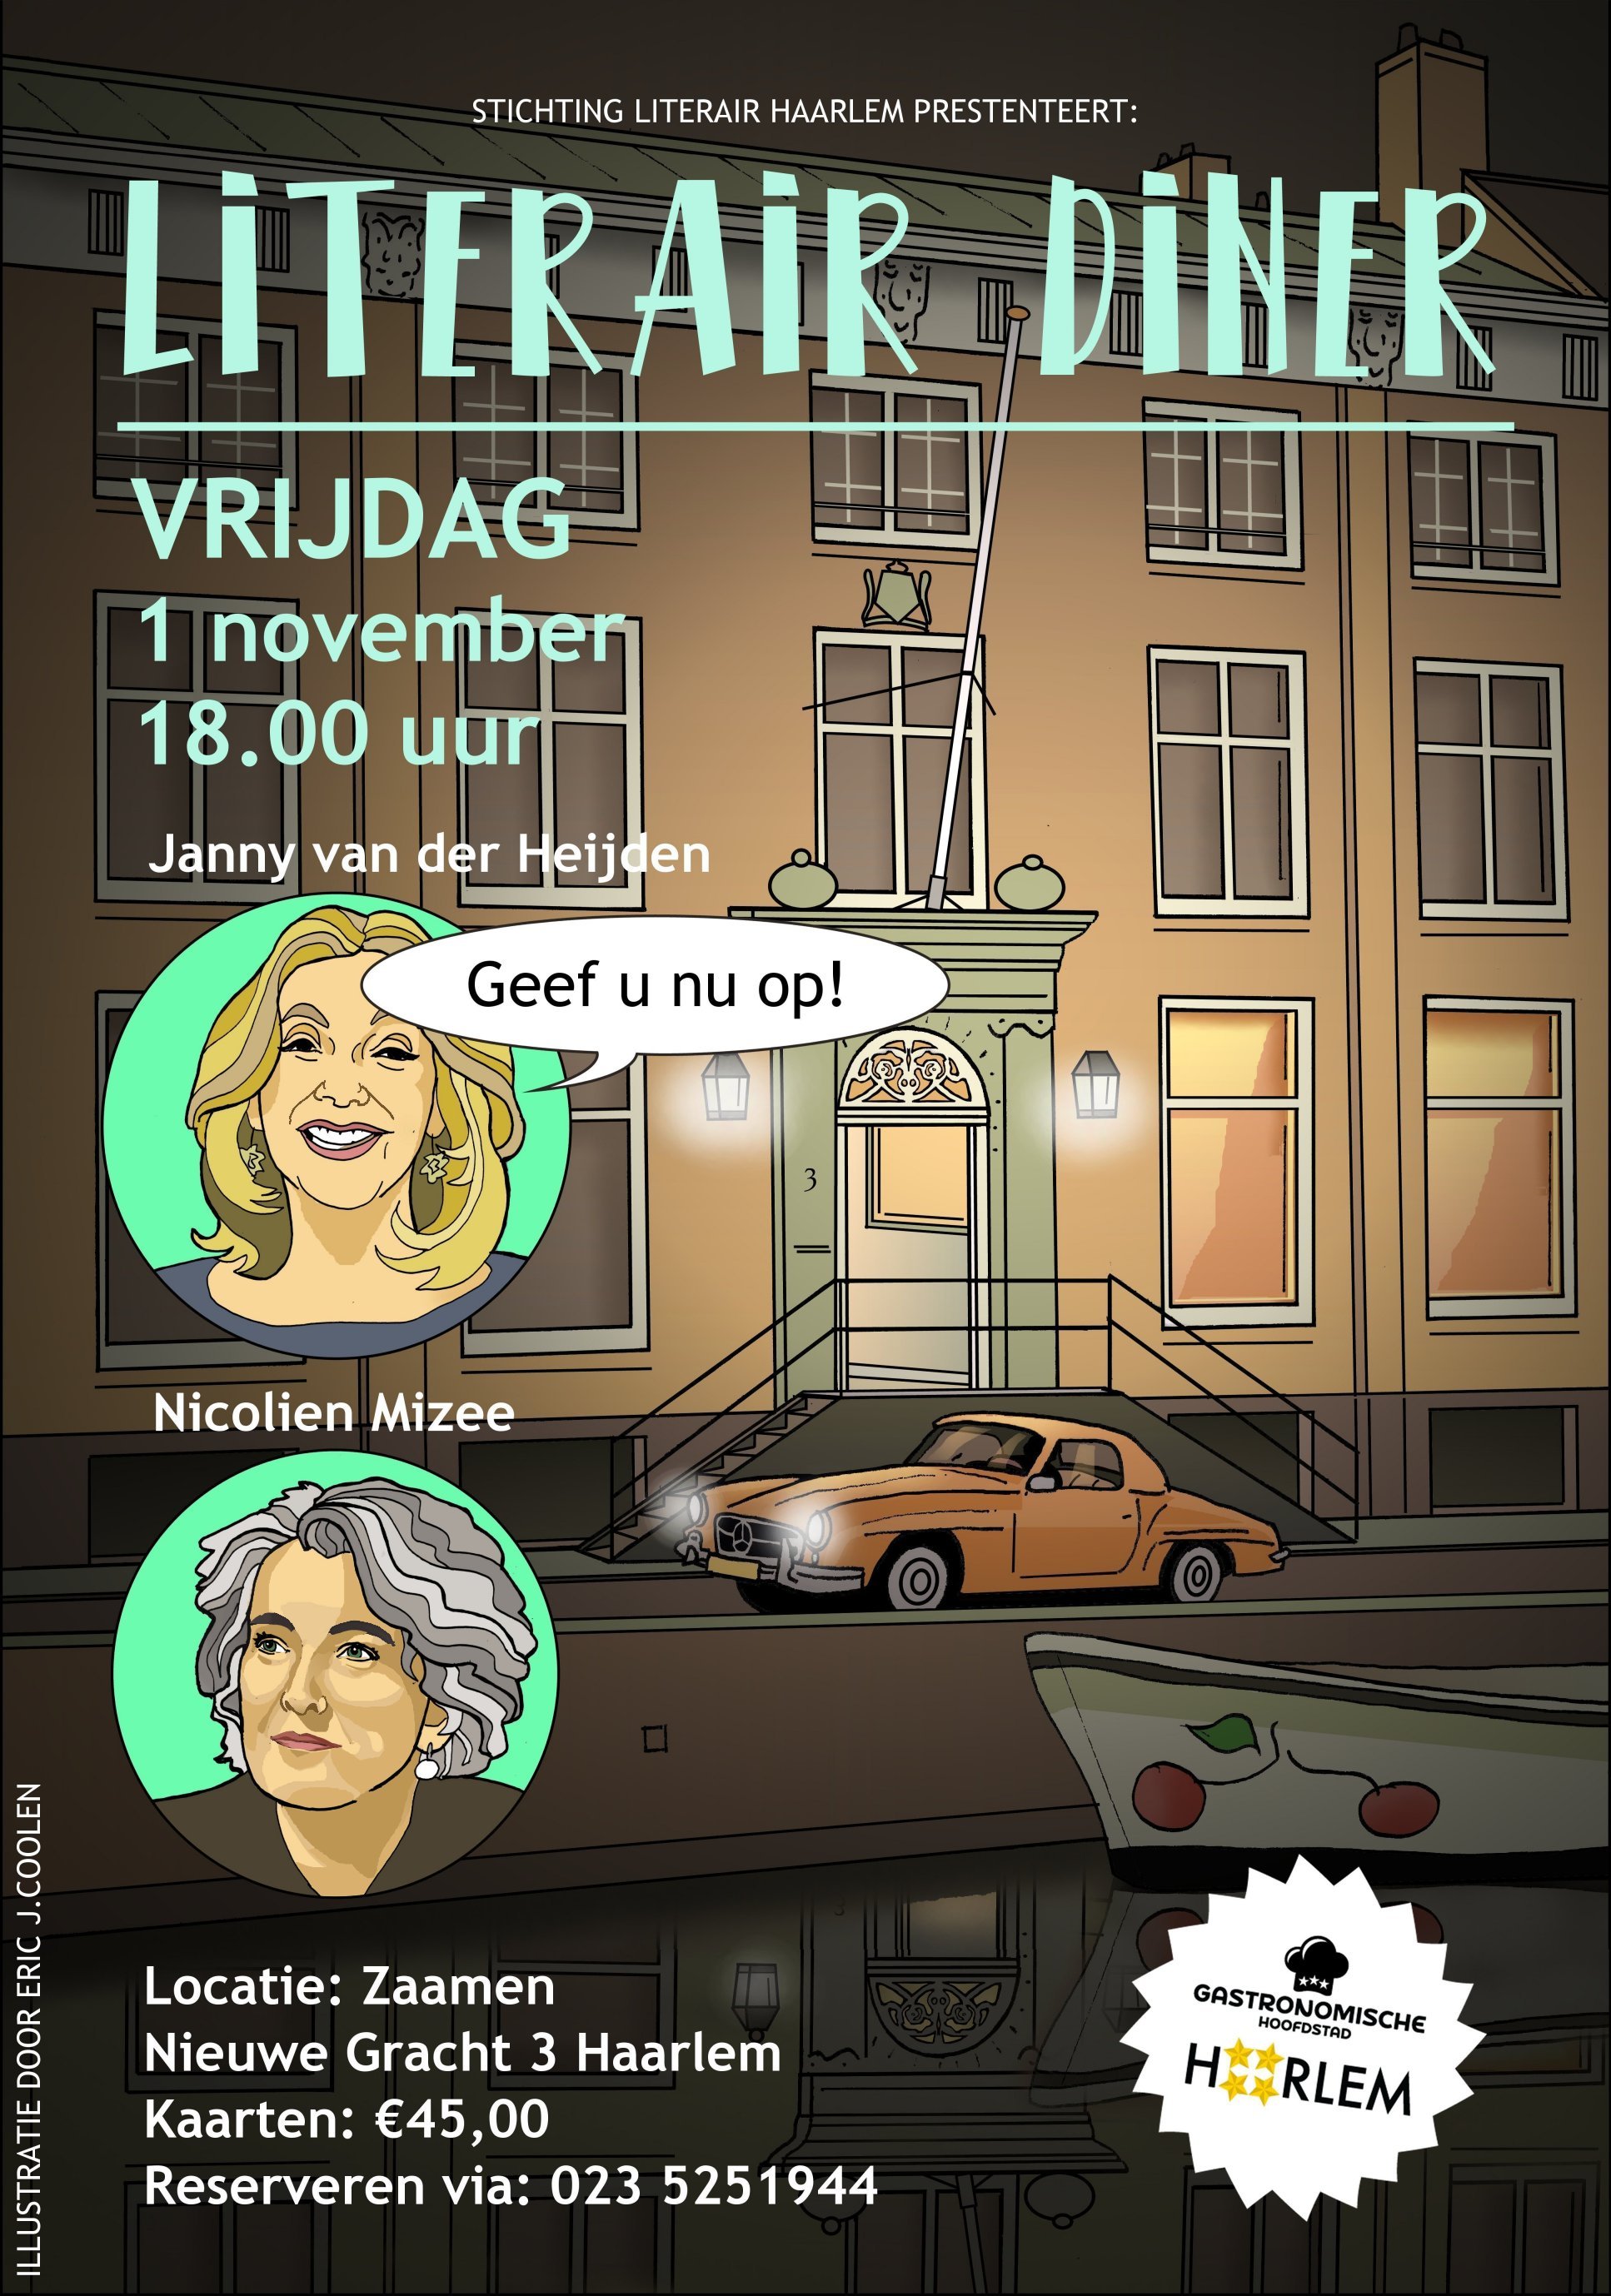 STICHTING LITERAIR HAARLEM PRESTENTEERT:
LiTERAiR DiNER
VRIJDAG
1 november
18.00 uur
Janny van der Heijden
Geef u nu op!
3
Nicolien Mizee
Locatie: Zaamen
Nieuwe Gracht 3 Haarlem
Kaarten: €45,00
Reserveren via: 023 5251944
GASTRONOMISCHE
HOOFDSTAD
HAARLEM
ILLUSTRATIE DOOR ERIC J.COOLEN